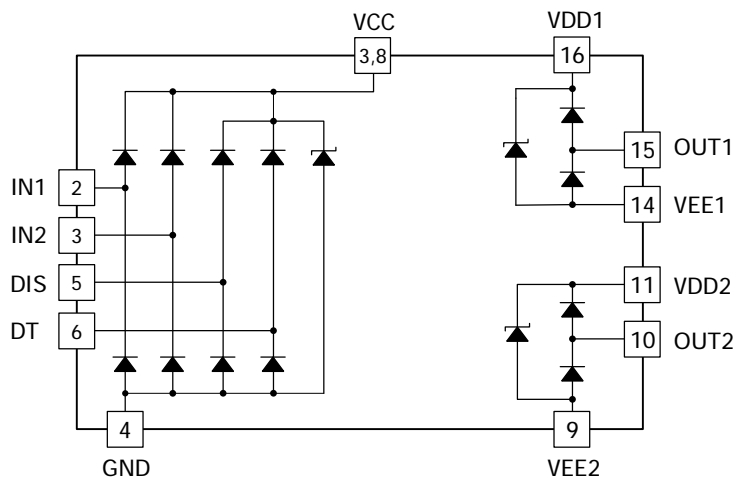 VCC
VDD1
3,8
16
15
OUT1
IN1
2
14
VEE1
IN2
3
DIS
5
11
VDD2
DT
6
10
OUT2
4
9
GND
VEE2